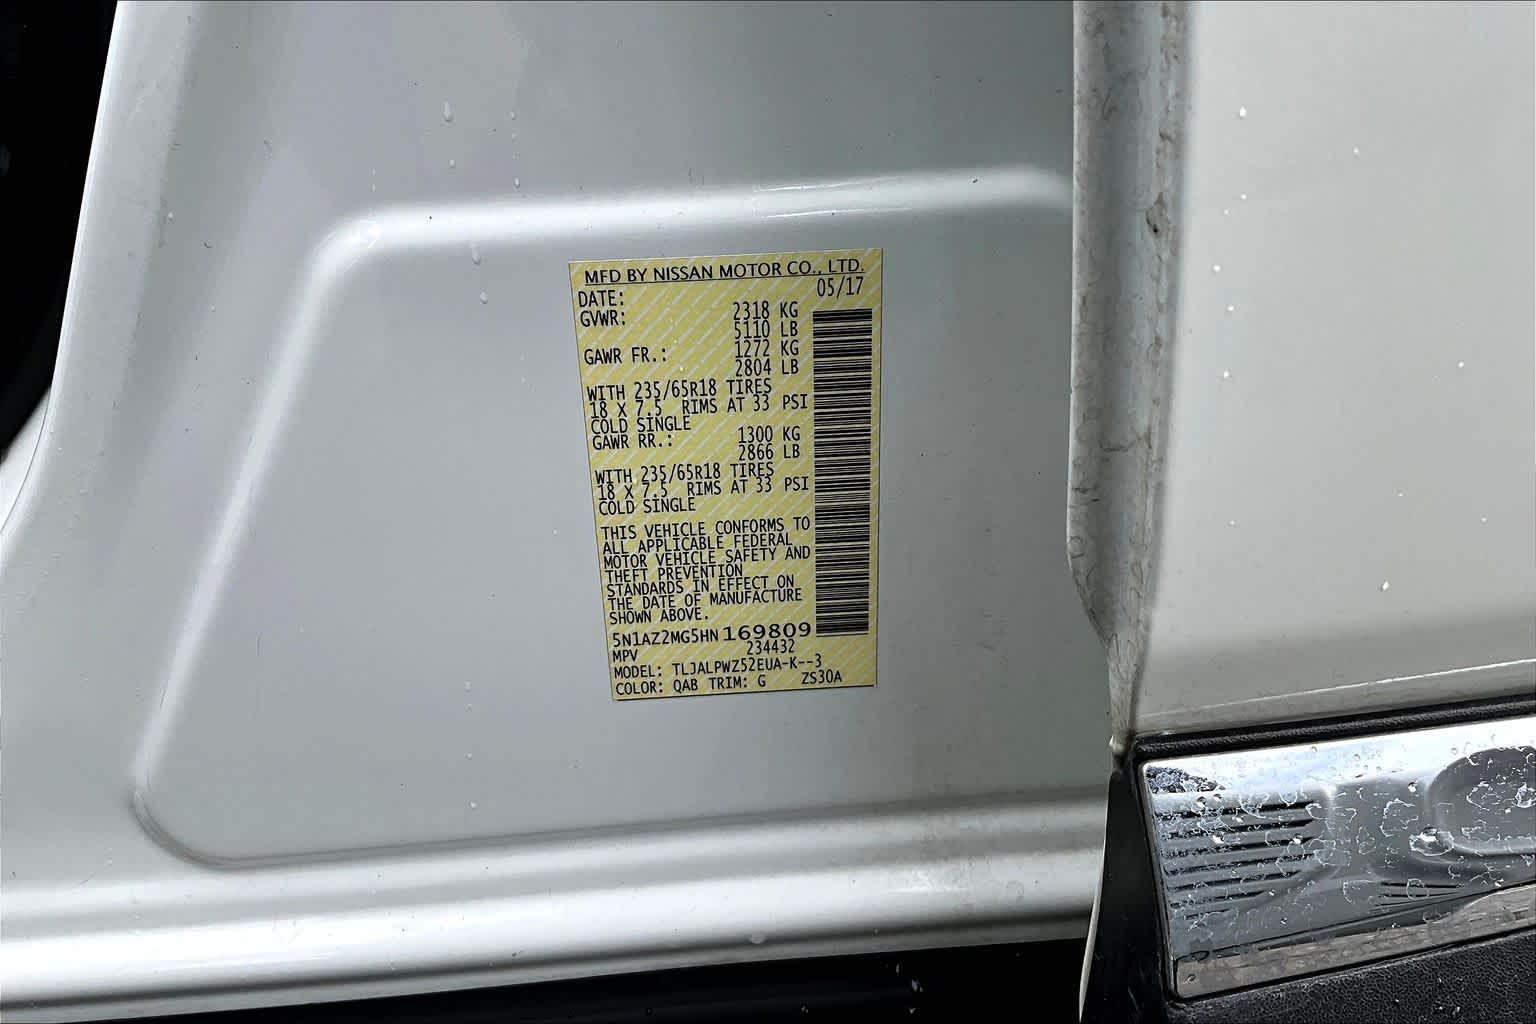 MFD BY NISSAN MOTOR CO., LTD.
DATE: 05/17
GVWR: 2318 KG
5110 LB
GAWR FR.: 1272 KG
2804 LB
WITH 235/65R18 TIRES
18 X 7.5 RIMS AT 33 PSI
COLD SINGLE
GAWR RR.: 1300 KG
2866 LB
WITH 235/65R18 TIRES
18 X 7.5 RIMS AT 33 PSI
COLD SINGLE
THIS VEHICLE CONFORMS TO
ALL APPLICABLE FEDERAL
MOTOR VEHICLE SAFETY AND
THEFT PREVENTION
STANDARDS IN EFFECT ON
THE DATE OF MANUFACTURE
SHOWN ABOVE.
5N1AZ2MG5HN169809
MPV 234432
MODEL: TLJALPWZ52EUA-K--3
COLOR: QAB TRIM: G ZS30A